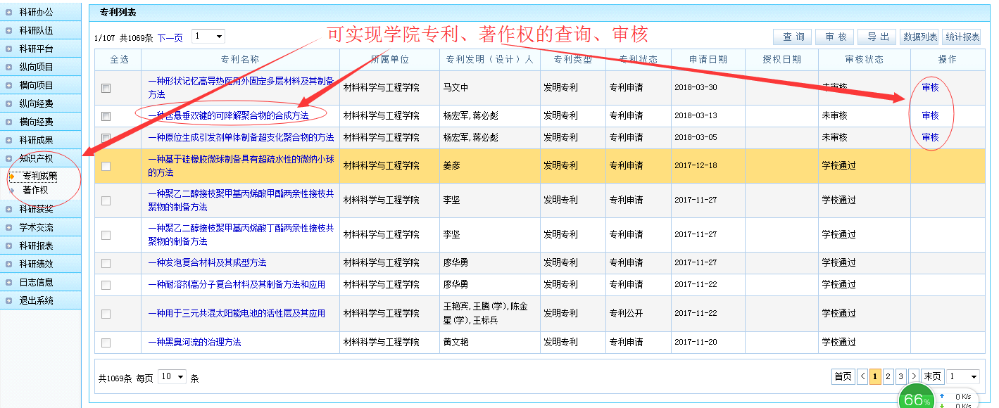 科研办公
科研队伍
科研平台
纵向项目
横向项目
纵向经费
横向经费
科研成果
知识产权
专利成果
著作权
科研获奖
学术交流
科研报表
科研绩效
日志信息
退出系统
专利列表
1/107 共1069条 下一页 1
可实现学院专利、著作权的查询、审核
查 询 审 核 导 出 数据列表 统计报表
全选 专利名称 所属单位 专利发明（设计）人 专利类型 专利状态 申请日期 授权日期 审核状态 操作
一种形状记忆高导热医用外固定多层材料及其制备
方法
材料科学与工程学院 马文中 发明专利 专利申请 2018-03-30 未审核 审核
一种含悬垂双键的可降解聚合物的合成方法 材料科学与工程学院 杨宏军,蒋必彪 发明专利 专利申请 2018-03-13 未审核 审核
一种原位生成引发剂单体制备超支化聚合物的方法 材料科学与工程学院 杨宏军,蒋必彪 发明专利 专利申请 2018-03-05 未审核 审核
一种基于硅橡胶微球制备具有超疏水性的微纳小球
的方法
材料科学与工程学院 姜彦 发明专利 专利申请 2017-12-18 学校通过
一种聚乙二醇接枝聚甲基丙烯酸甲酯两亲性接枝共
聚物的制备方法
材料科学与工程学院 李坚 发明专利 专利申请 2017-11-27 学校通过
一种聚乙二醇接枝聚甲基丙烯酸丁酯两亲性接枝共
聚物的制备方法
材料科学与工程学院 李坚 发明专利 专利申请 2017-11-27 学校通过
一种发泡复合材料及其成型方法 材料科学与工程学院 廖华勇 发明专利 专利申请 2017-11-27 学校通过
一种耐溶剂高分子复合材料及其制备方法和应用 材料科学与工程学院 廖华勇 发明专利 专利申请 2017-11-22 学校通过
一种用于三元共混太阳能电池的活性层及其应用 材料科学与工程学院
王艳宾,王腾(学),陈金
星(学),王标兵
发明专利 专利公开 2017-11-22 学校通过
一种黑臭河流的治理方法 材料科学与工程学院 黄文艳 发明专利 专利申请 2017-11-20 学校通过
共1069条 每页 10 条
首页 < 1 2 3 > 末页 1
66%
0 K/s
0 K/s